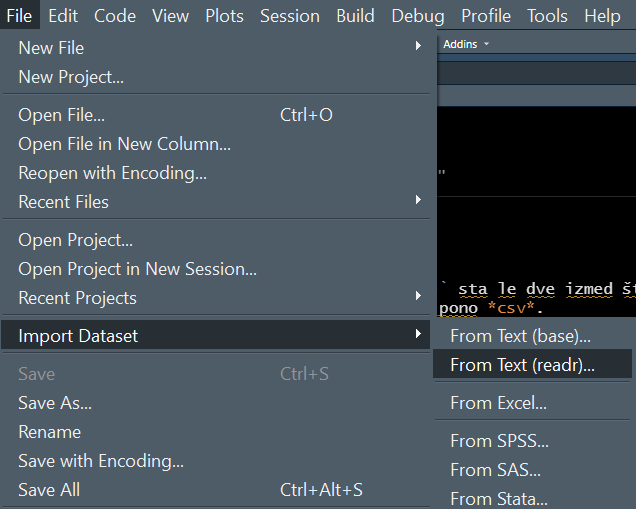 File Edit Code View Plots Session Build Debug Profile Tools Help
Addins
New File
New Project...
Open File... Ctrl+O
Open File in New Column...
Reopen with Encoding...
"
Recent Files
Open Project...
Open Project in New Session...
` sta le dve izmed št
Recent Projects
pono *csv*.
Import Dataset
From Text (base)...
From Text (readr)...
Save Ctrl+S
Save As...
From Excel...
Rename
From SPSS...
Save with Encoding...
From SAS...
Save All Ctrl+Alt+S
From Stata...